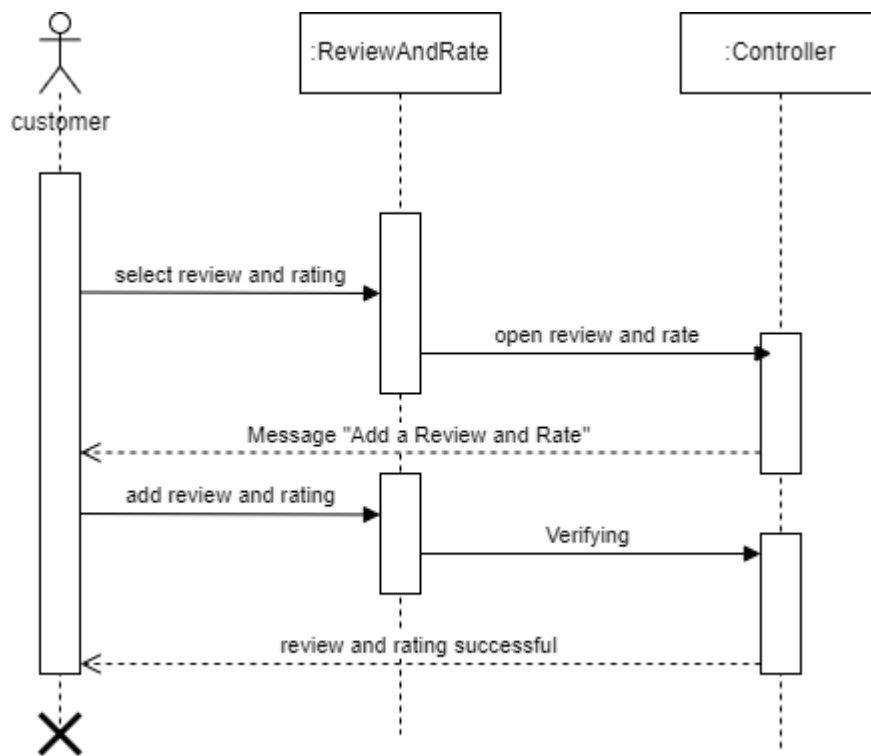 :ReviewAndRate
:Controller
customer
select review and rating
open review and rate
Message "Add a Review and Rate"
add review and rating
Verifying
review and rating successful